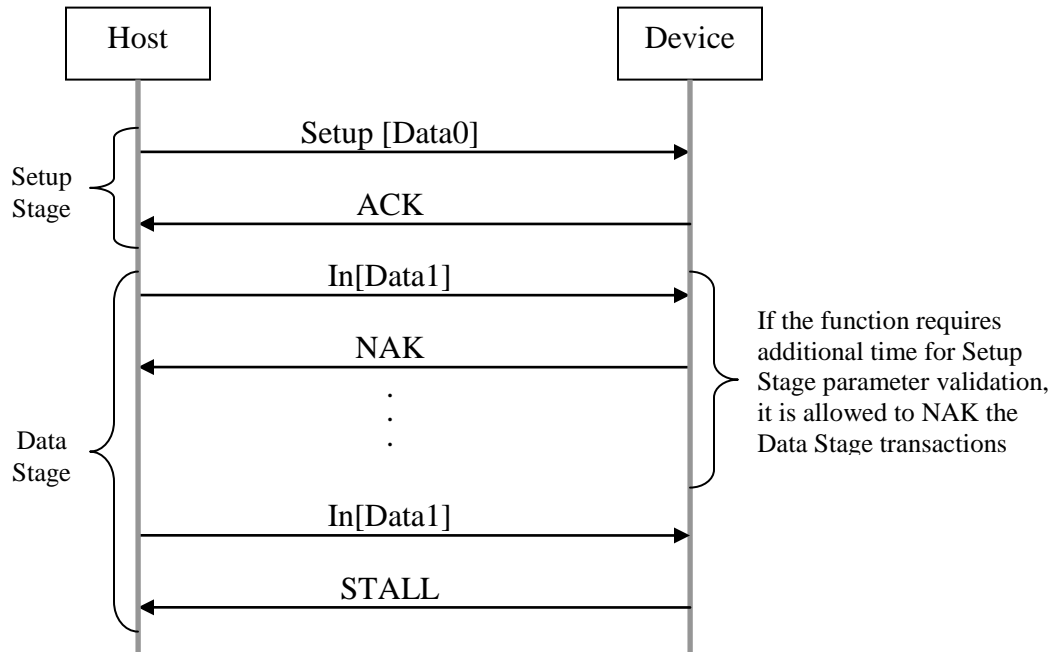 Host
Device
Setup [Data0]
Setup
Stage
ACK
In[Data1]
NAK
.
.
.
If the function requires
additional time for Setup
Stage parameter validation,
it is allowed to NAK the
Data Stage transactions
Data
Stage
In[Data1]
STALL